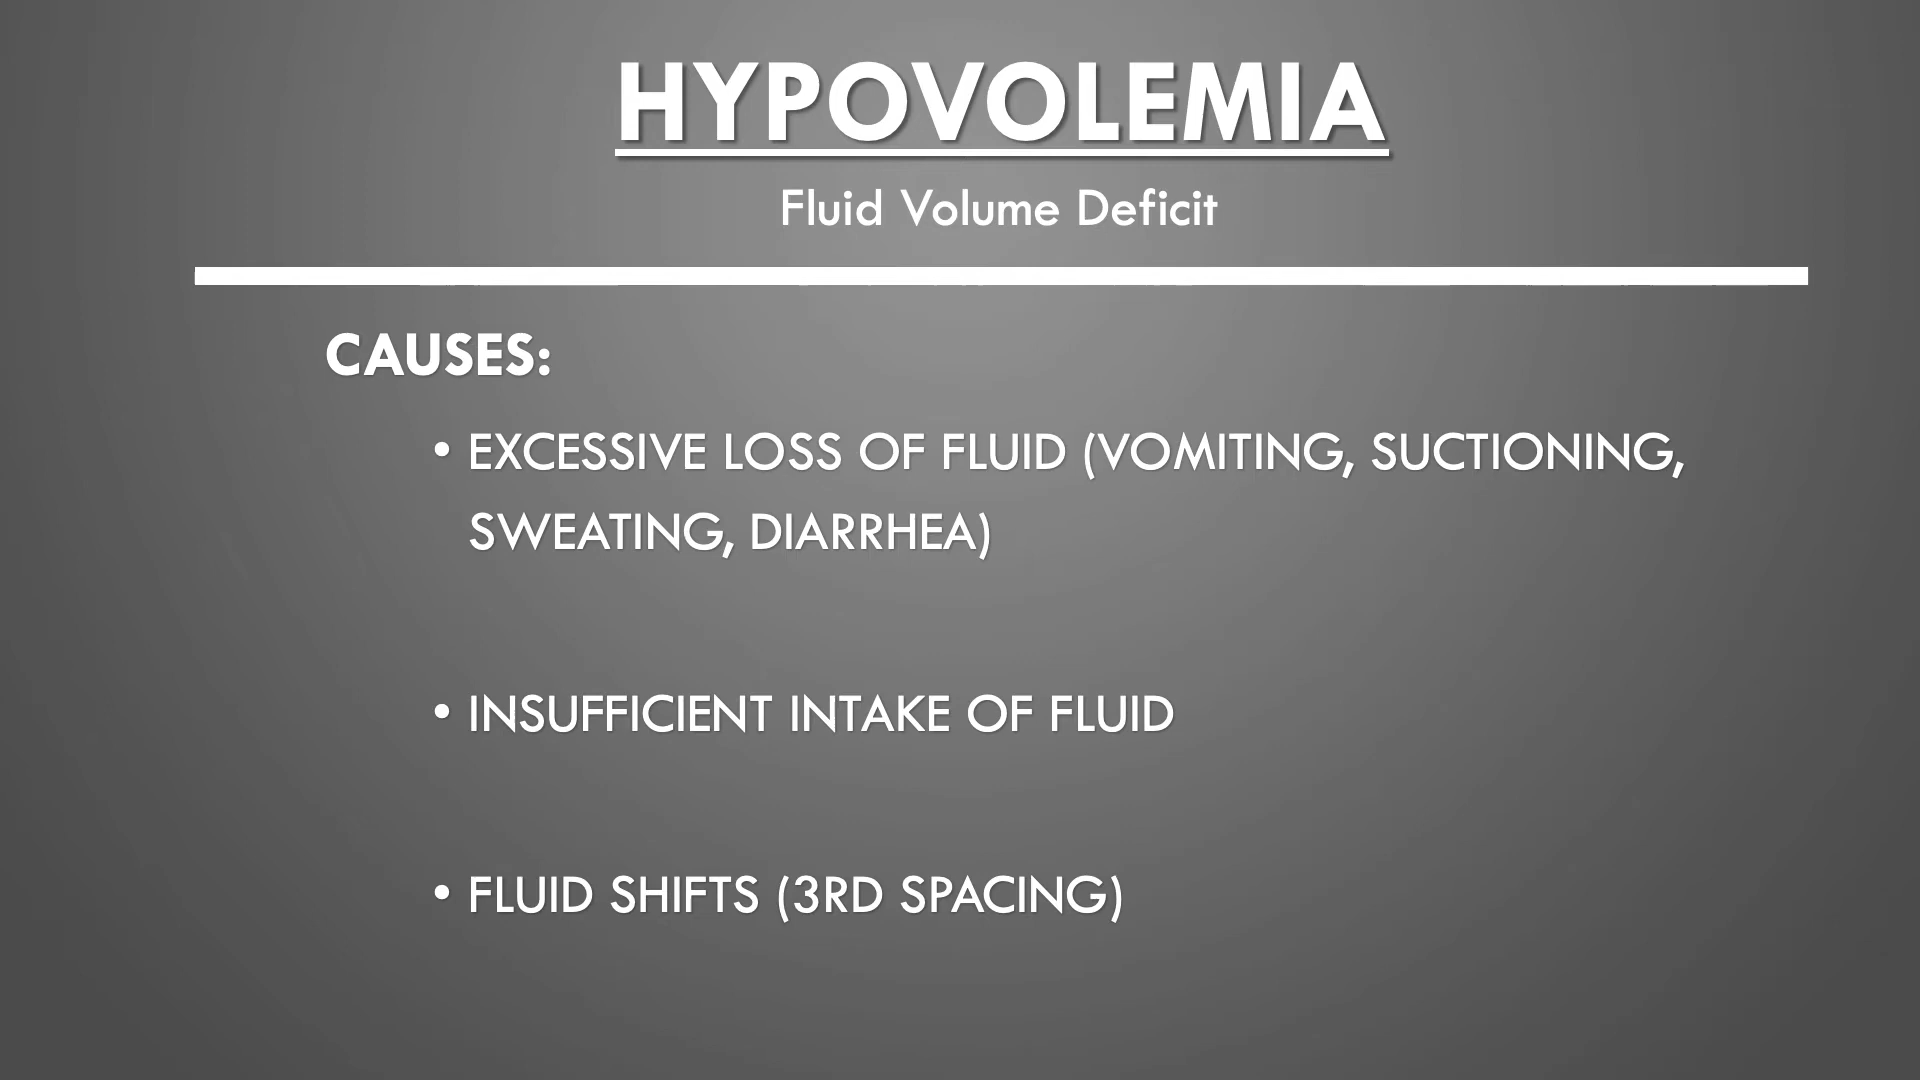 HYPOVOLEMIA
Fluid Volume Deficit
CAUSES:
• EXCESSIVE LOSS OF FLUID (VOMITING, SUCTIONING,
SWEATING, DIARRHEA)
• INSUFFICIENT INTAKE OF FLUID
• FLUID SHIFTS (3RD SPACING)